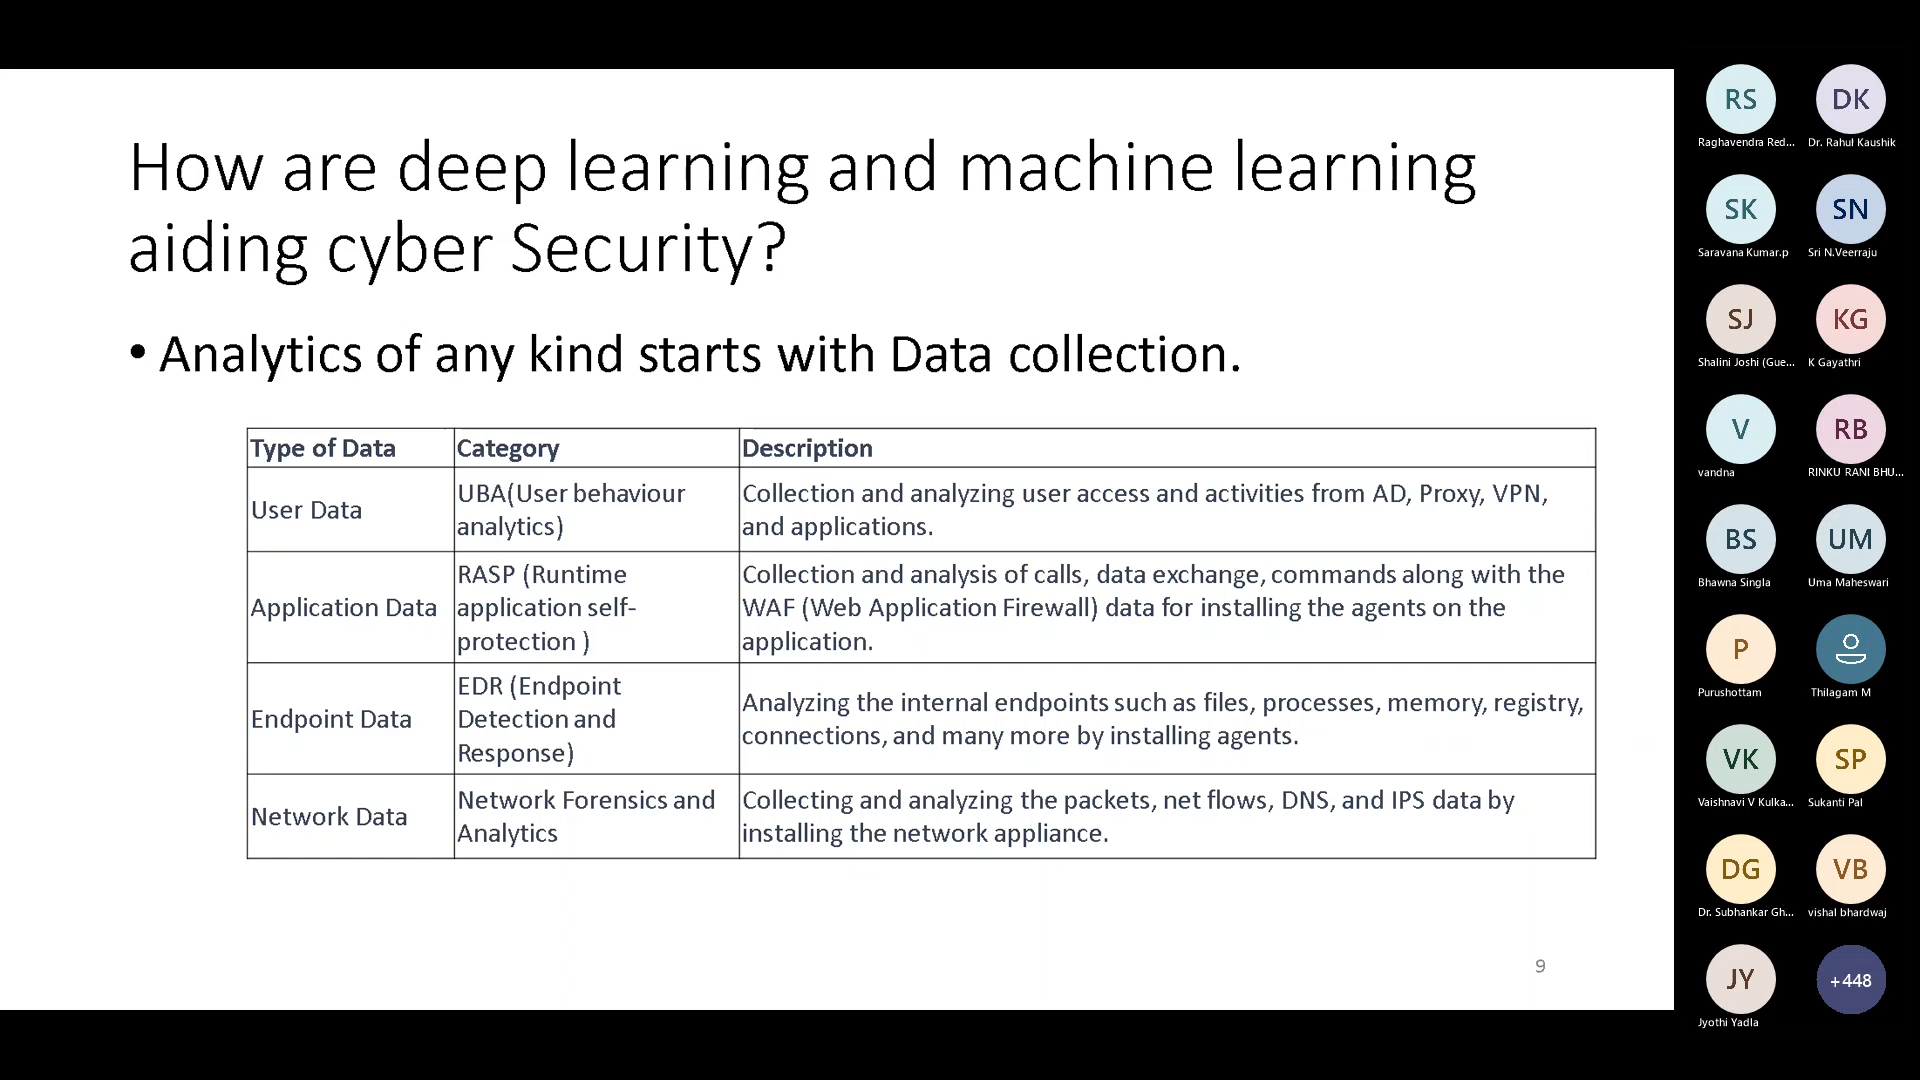 How are deep learning and machine learning
aiding cyber Security?
• Analytics of any kind starts with Data collection.
Type of Data
Category
Description
User Data
UBA(User behaviour
analytics)
Collection and analyzing user access and activities from AD, Proxy, VPN,
and applications.
Application Data
RASP (Runtime
application self-
protection )
Collection and analysis of calls, data exchange, commands along with the
WAF (Web Application Firewall) data for installing the agents on the
application.
Endpoint Data
EDR (Endpoint
Detection and
Response)
Analyzing the internal endpoints such as files, processes, memory, registry,
connections, and many more by installing agents.
Network Data
Network Forensics and
Analytics
Collecting and analyzing the packets, net flows, DNS, and IPS data by
installing the network appliance.
9
RS
Raghavendra Red...
DK
Dr. Rahul Kaushik
SK
Saravana Kumar.p
SN
Sri N.Veerraju
SJ
Shalini Joshi (Gue...
KG
K Gayathri
V
vandna
RB
RINKU RANI BHU...
BS
Bhawna Singla
UM
Uma Maheswari
P
Purushottam
Thilagam M
VK
Vaishnavi V Kulka...
SP
Sukanti Pal
DG
Dr. Subhankar Gh...
VB
vishal bhardwaj
JY
Jyothi Yadla
+448